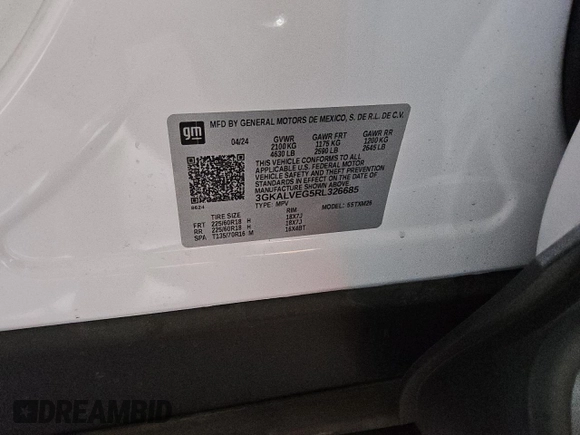 gm
MFD BY GENERAL MOTORS DE MEXICO, S. DE R.L. DE C.V.
04/24 GVWR GAWR FRT GAWR RR
2100 KG 1175 KG 1200 KG
4630 LB 2590 LB 2645 LB
THIS VEHICLE CONFORMS TO ALL
APPLICABLE U.S. FEDERAL MOTOR
VEHICLE SAFETY AND THEFT
PREVENTION STANDARDS IN EFFECT
ON THE DATE OF
MANUFACTURE SHOWN ABOVE.
3GKALVEG5RL326685
TYPE: MPV MODEL:
TIRE SIZE RIM
FRT 225/60R18 H 18X7J
RR 225/60R18 H 18X7J
SPA T135/70R16 M 16X4BT
DREAMBID